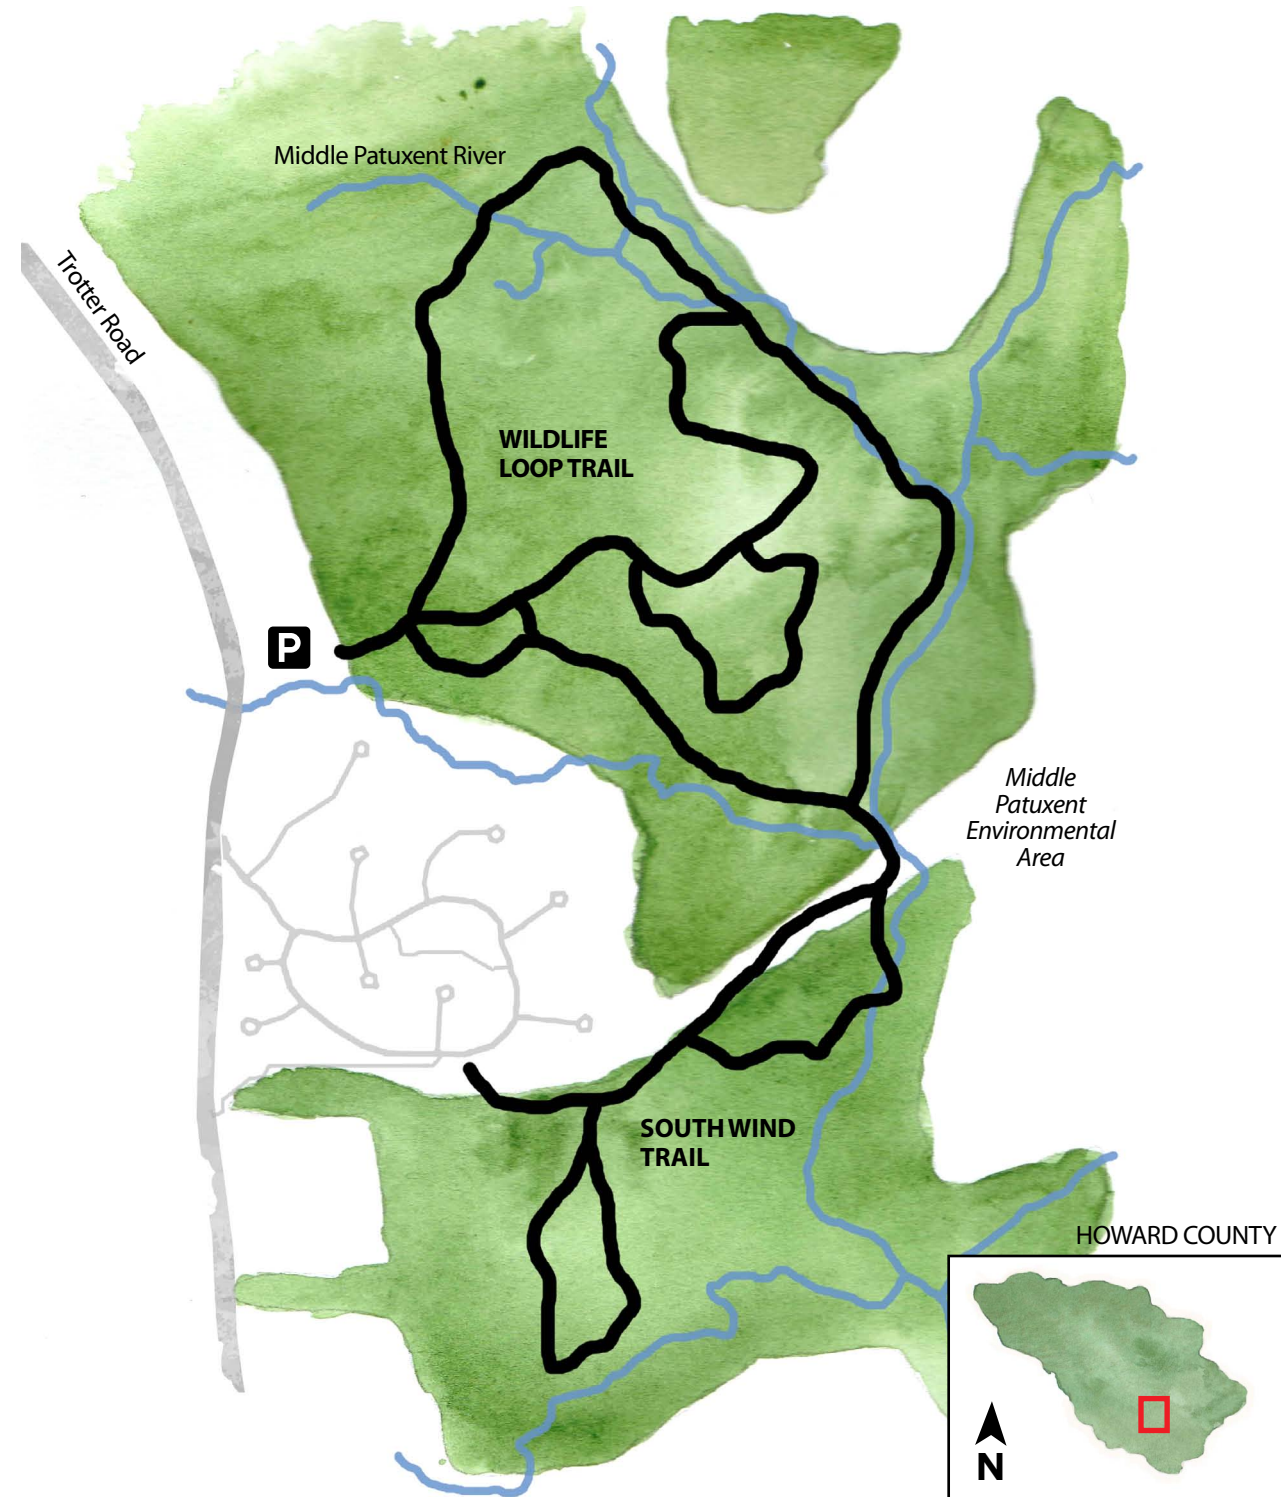 Middle Patuxent River
Trotter Road
WILDLIFE
LOOP TRAIL
P
Middle
Patuxent
Environmental
Area
SOUTH WIND
TRAIL
HOWARD COUNTY
N